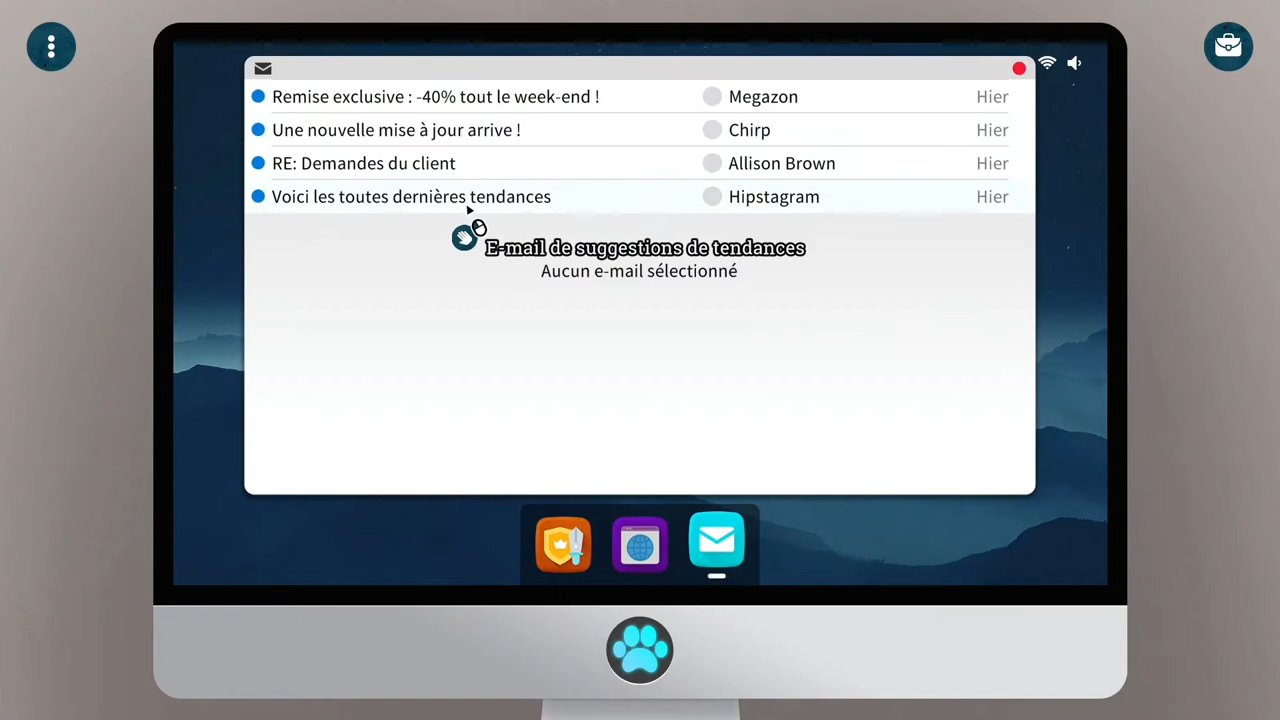 Remise exclusive : -40% tout le week-end ! Megazon Hier
Une nouvelle mise à jour arrive ! Chirp Hier
RE: Demandes du client Allison Brown Hier
Voici les toutes dernières tendances Hipstagram Hier
E-mail de suggestions de tendances
Aucun e-mail sélectionné